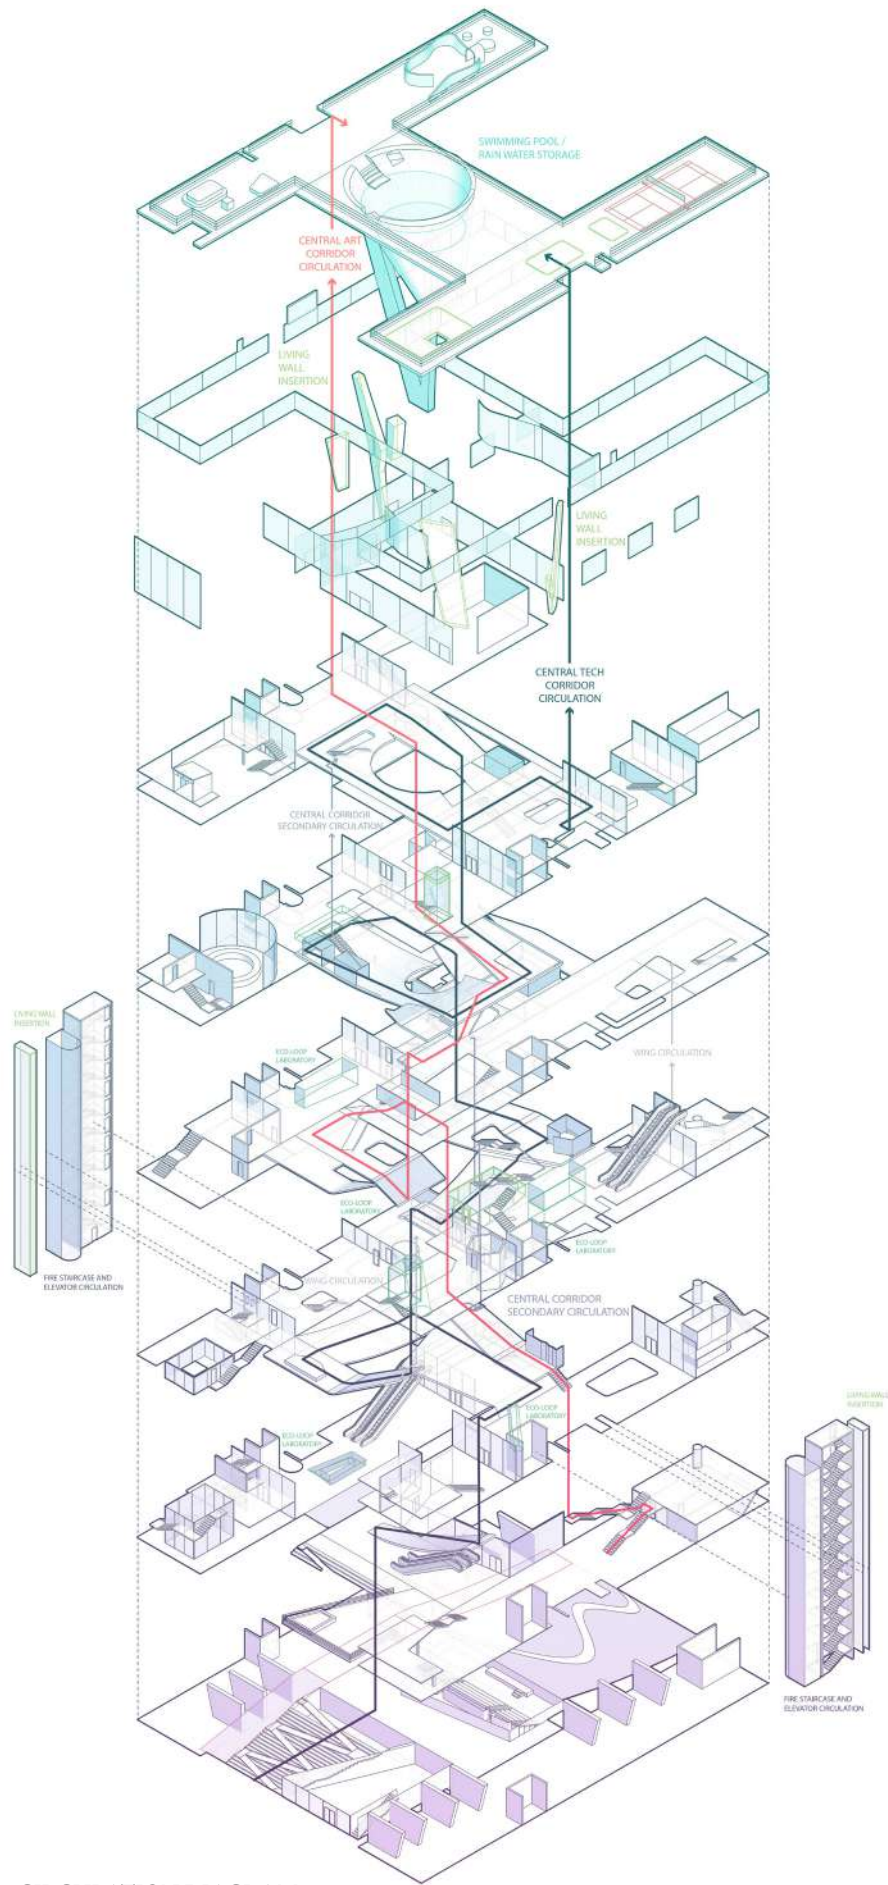 SWIMMING POOL /
RAIN WATER STORAGE
CENTRAL ART
CORRIDOR
CIRCULATION
LIVING
WALL
INSERTION
LIVING
WALL
INSERTION
CENTRAL TECH
CORRIDOR
CIRCULATION
CENTRAL CORRIDOR
SECONDARY CIRCULATION
LIVING WALL
INSERTION
ECO-LOOP
LABORATORY
WING CIRCULATION
ECO-LOOP
LABORATORY
ECO-LOOP
LABORATORY
FIRE STAIRCASE AND
ELEVATOR CIRCULATION
WING CIRCULATION
CENTRAL CORRIDOR
SECONDARY CIRCULATION
LIVING WALL
INSERTION
ECO-LOOP
LABORATORY
ECO-LOOP
LABORATORY
FIRE STAIRCASE AND
ELEVATOR CIRCULATION